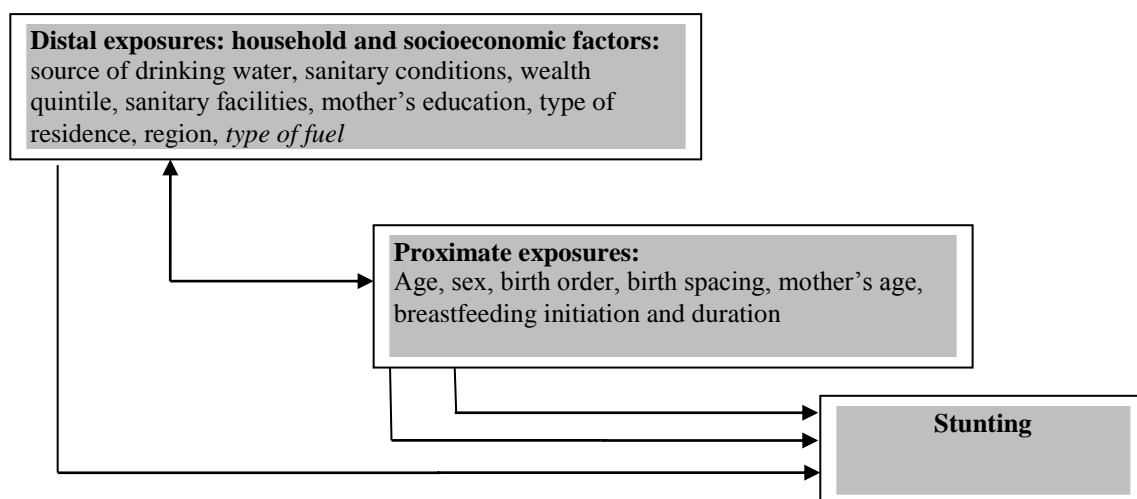 Distal exposures: household and socioeconomic factors:
source of drinking water, sanitary conditions, wealth
quintile, sanitary facilities, mother’s education, type of
residence, region, type of fuel
Proximate exposures:
Age, sex, birth order, birth spacing, mother’s age,
breastfeeding initiation and duration
Stunting